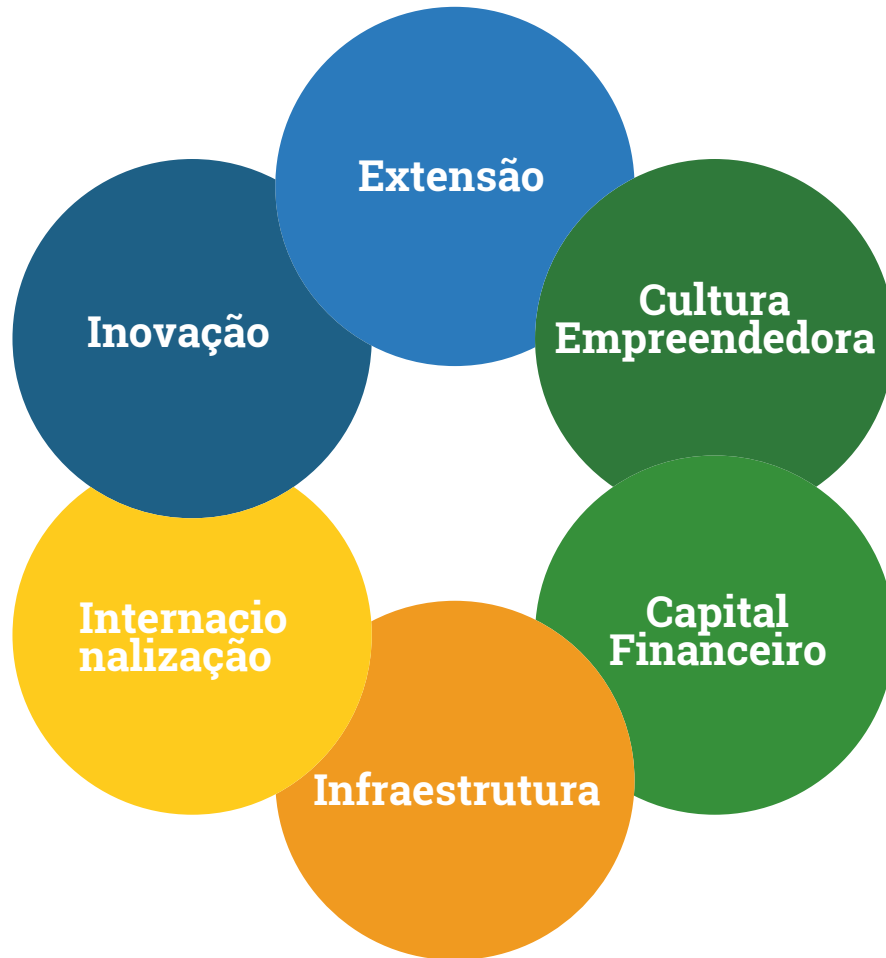 Extensão
Cultura
Empreendedora
Inovação
Capital
Financeiro
Internacio
nalização
Infraestrutura